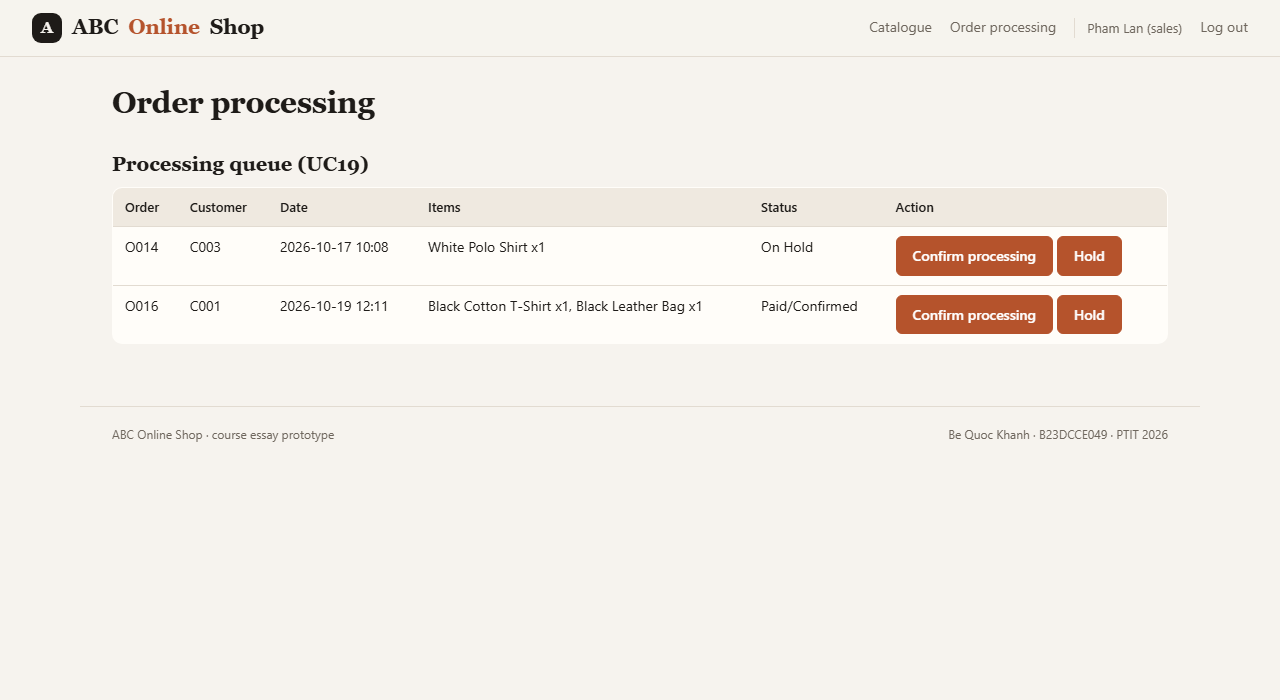 A ABC Online Shop Catalogue Order processing Pham Lan (sales) Log out
Order processing
Processing queue (UC19)
Order Customer Date Items Status Action
O014 C003 2026-10-17 10:08 White Polo Shirt x1 On Hold Confirm processing Hold
O016 C001 2026-10-19 12:11 Black Cotton T-Shirt x1, Black Leather Bag x1 Paid/Confirmed Confirm processing Hold
ABC Online Shop · course essay prototype Be Quoc Khanh · B23DCCE049 · PTIT 2026